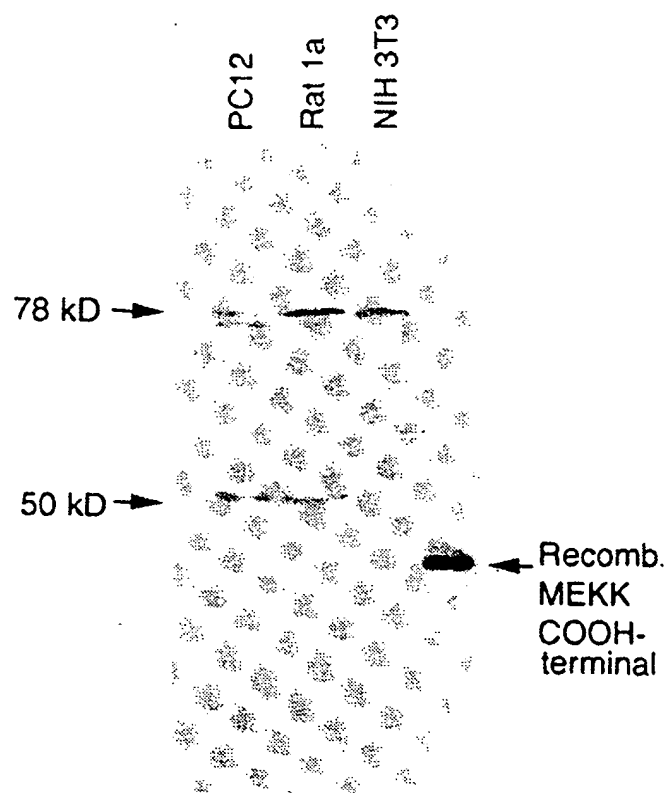 PC12
Rat 1a
NIH 3T3
78 kD
50 kD
Recomb.
MEKK
COOH-
terminal